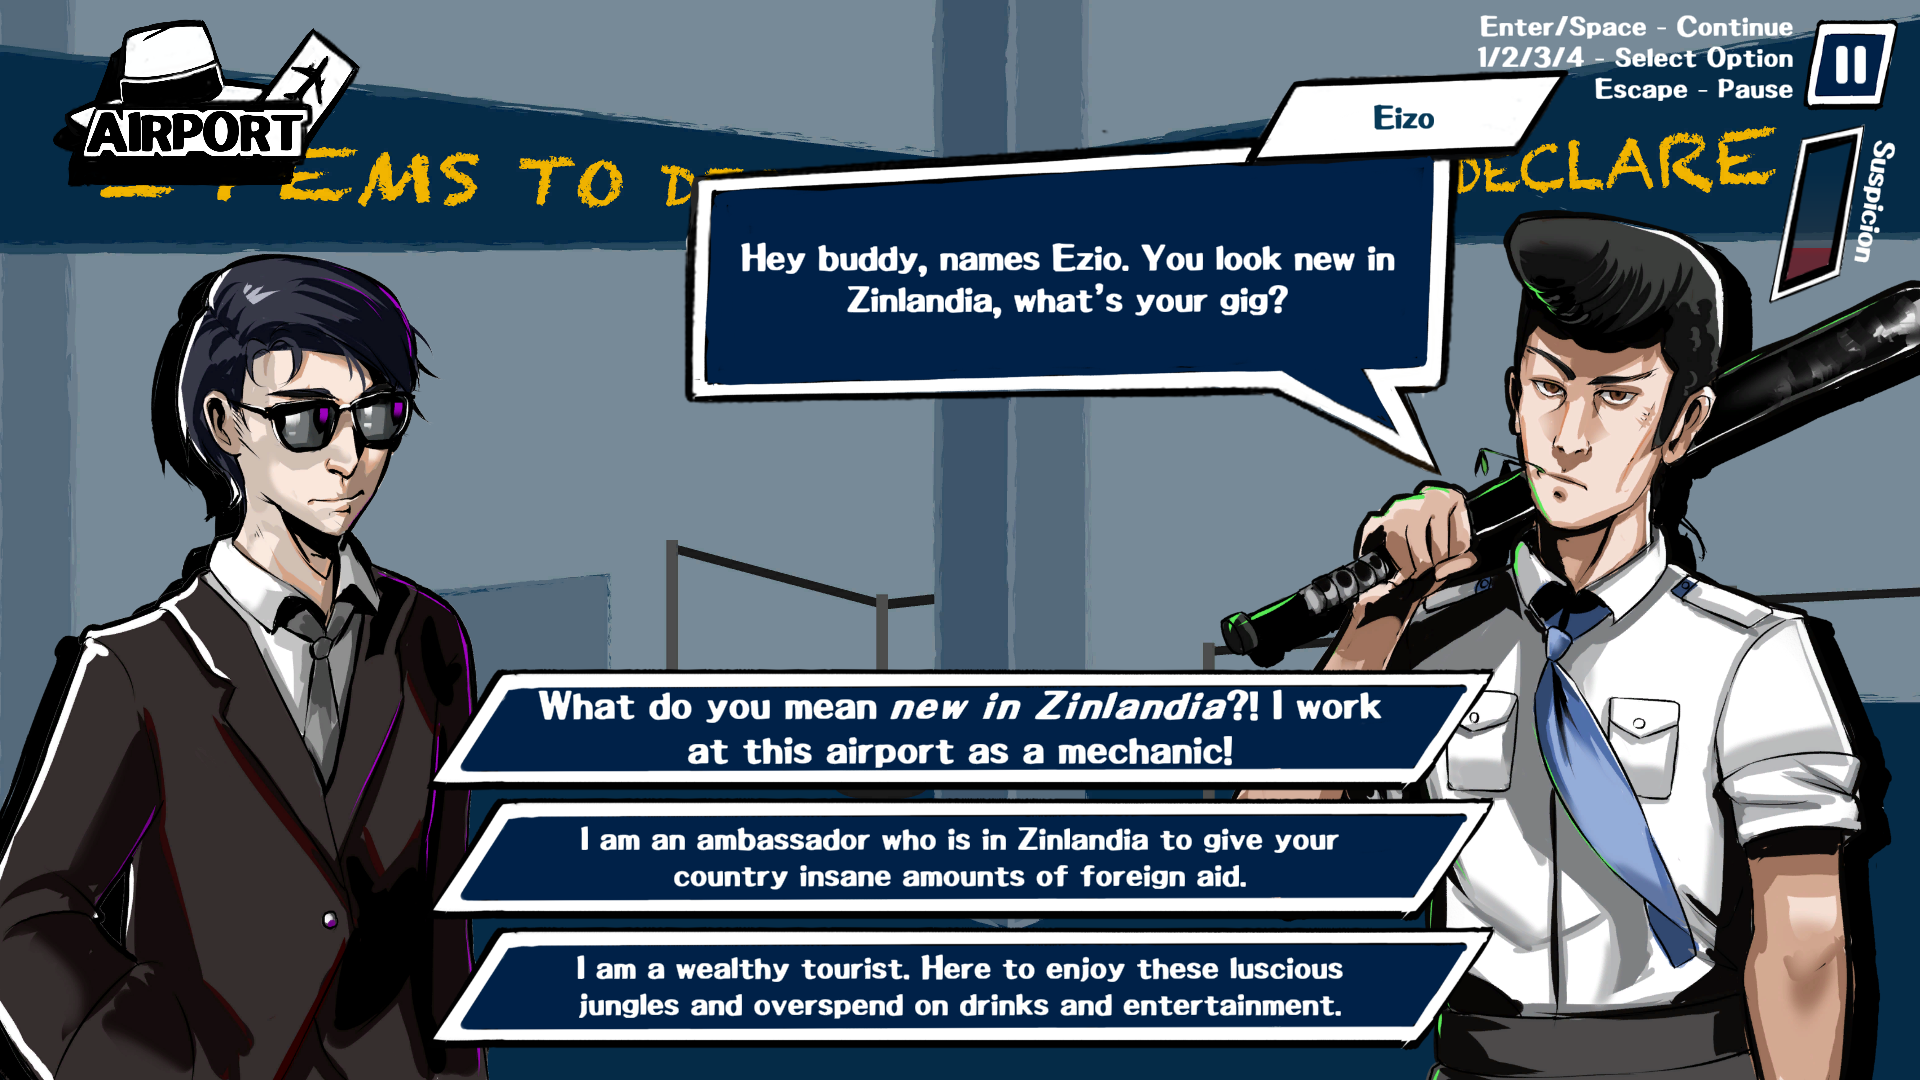 Enter/Space - Continue
1/2/3/4 - Select Option
Escape - Pause
AIRPORT
TEMS TO DE
DECLARE
Suspicion
Eizo
Hey buddy, names Ezio. You look new in
Zinlandia, what's your gig?
What do you mean new in Zinlandia?! I work
at this airport as a mechanic!
I am an ambassador who is in Zinlandia to give your
country insane amounts of foreign aid.
I am a wealthy tourist. Here to enjoy these luscious
jungles and overspend on drinks and entertainment.